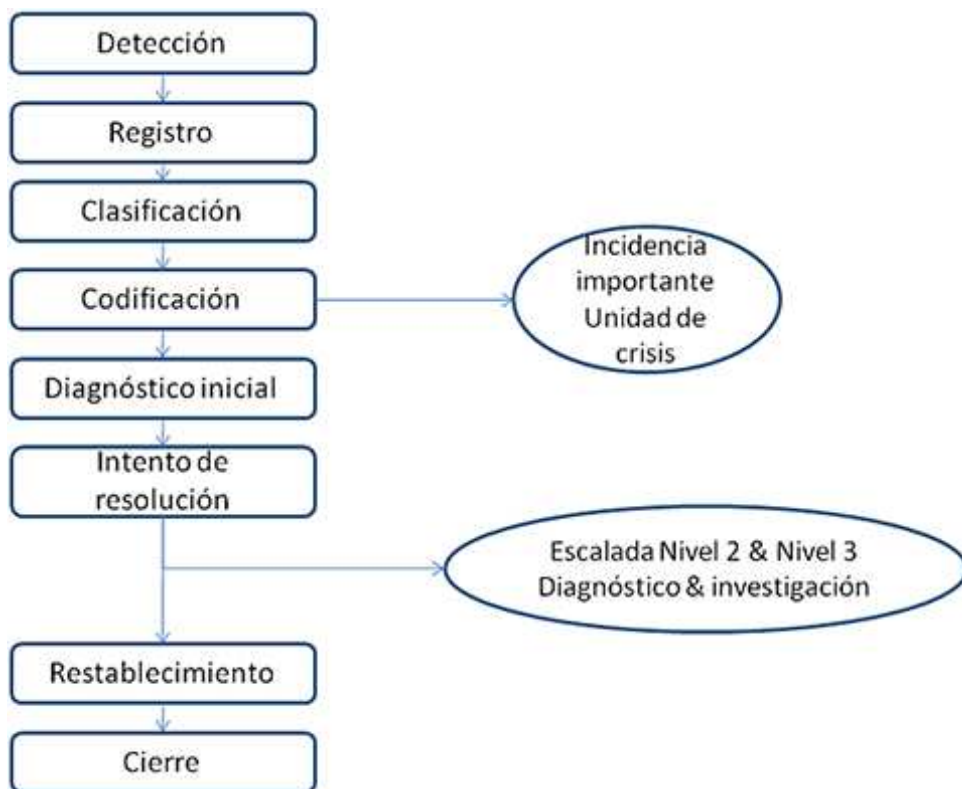 Detección
Registro
Clasificación
Codificación
Incidencia
importante
Unidad de
crisis
Diagnóstico inicial
Intento de
resolución
Escalada Nivel 2 & Nivel 3
Diagnóstico & investigación
Restablecimiento
Cierre